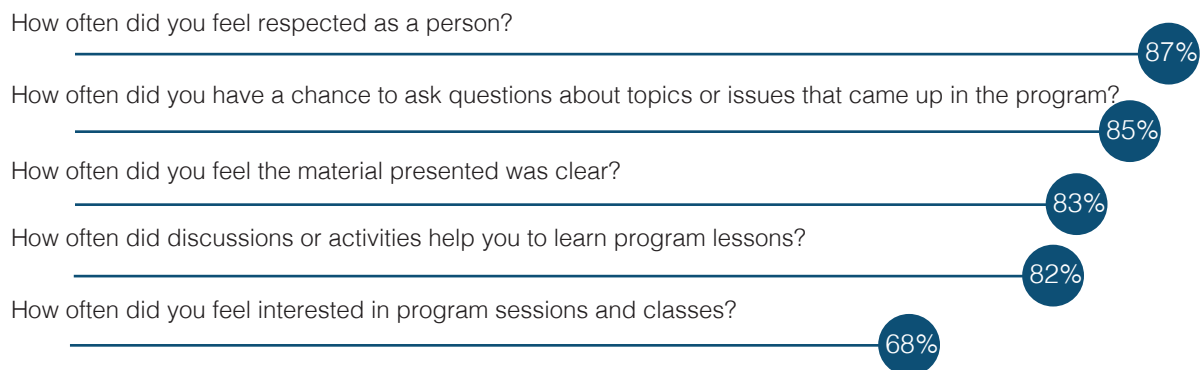 How often did you feel respected as a person?
87%
How often did you have a chance to ask questions about topics or issues that came up in the program?
85%
How often did you feel the material presented was clear?
83%
How often did discussions or activities help you to learn program lessons?
82%
How often did you feel interested in program sessions and classes?
68%